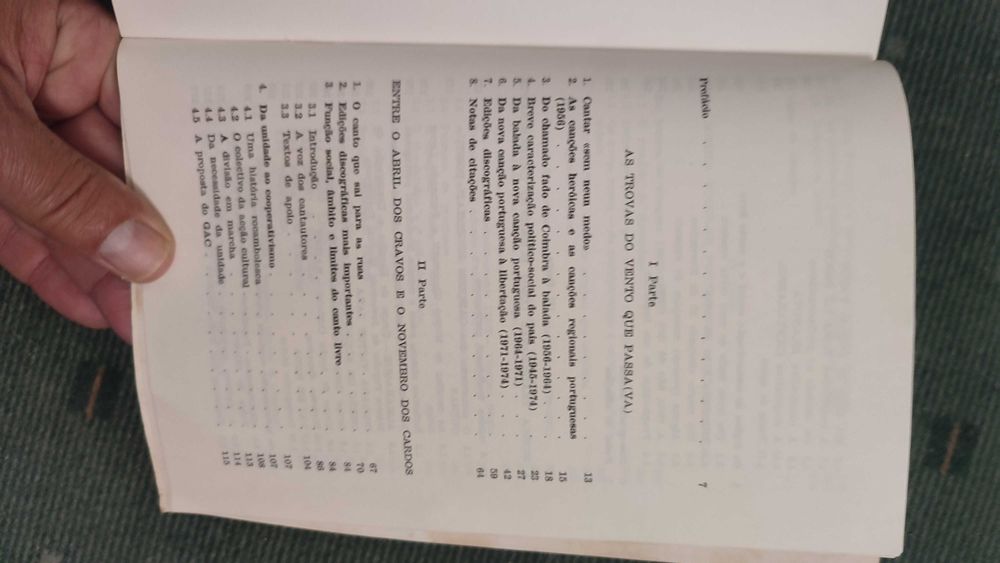 Prefácio . . . . . . . . . . 7
I Parte
AS TROVAS DO VENTO QUE PASSA(VA)
1. Cantar «sem neun medo» . . . . . . 13
2. As canções heróicas e as canções regionais portuguesas
(1956) . . . . . . . . . . 15
3. Do chamado fado de Coimbra à balada (1956-1964) . . 18
4. Breve caracterização político-social do país (1945-1974) . 23
5. Da balada à nova canção portuguesa (1964-1971) . . 27
6. Da nova canção portuguesa à libertação (1971-1974) . . 42
7. Edições discográficas . . . . . . . . 59
8. Notas de citações . . . . . . . . 64
II Parte
ENTRE O ABRIL DOS CRAVOS E O NOVEMBRO DOS CARDOS
1. O canto que sai para as ruas . . . . . . 67
2. Edições discográficas mais importantes . . . . 70
3. Função social, âmbito e limites do canto livre . . . 84
3.1 Introdução . . . . . . . . 84
3.2 A voz dos cantautores . . . . . . 86
3.3 Textos de apoio . . . . . . . 104
4. Da unidade ao cooperativismo . . . . . . 107
4.1 Uma história rocambolesca . . . . . 107
4.2 O colectivo da acção cultural . . . . . 108
4.3 A divisão em marcha . . . . . . 113
4.4 Da necessidade da unidade . . . . . 114
4.5 A proposta do GAC . . . . . . 115